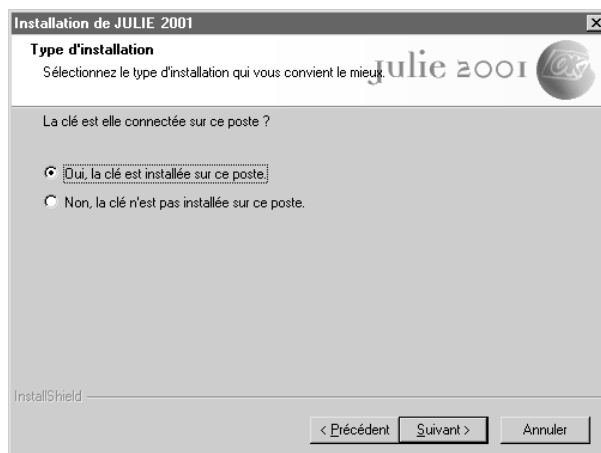 Installation de JULIE 2001
Type d'installation
Sélectionnez le type d'installation qui vous convient le mieux.
julie 2001
OK
La clé est elle connectée sur ce poste ?
Oui, la clé est installée sur ce poste.
Non, la clé n'est pas installée sur ce poste.
InstallShield
< Précédent Suivant > Annuler